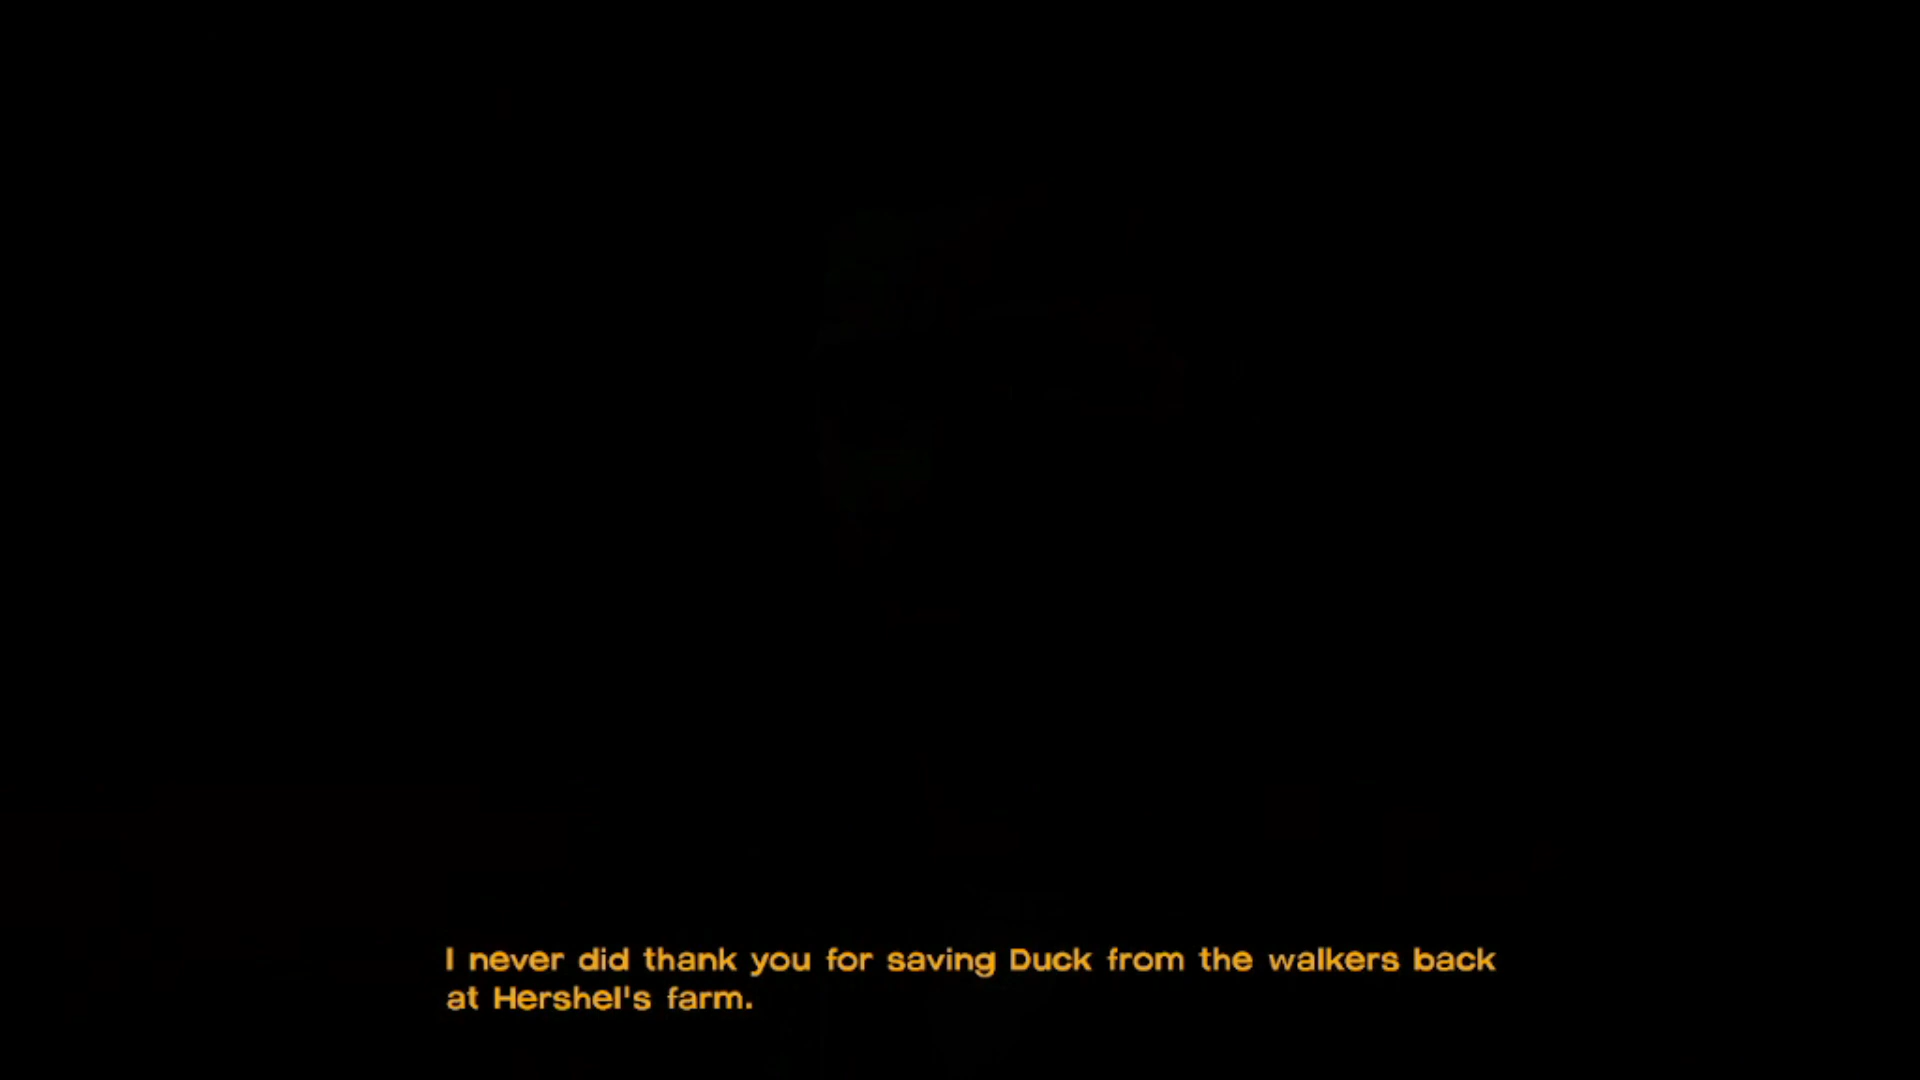 I never did thank you for saving Duck from the walkers back
at Hershel's farm.